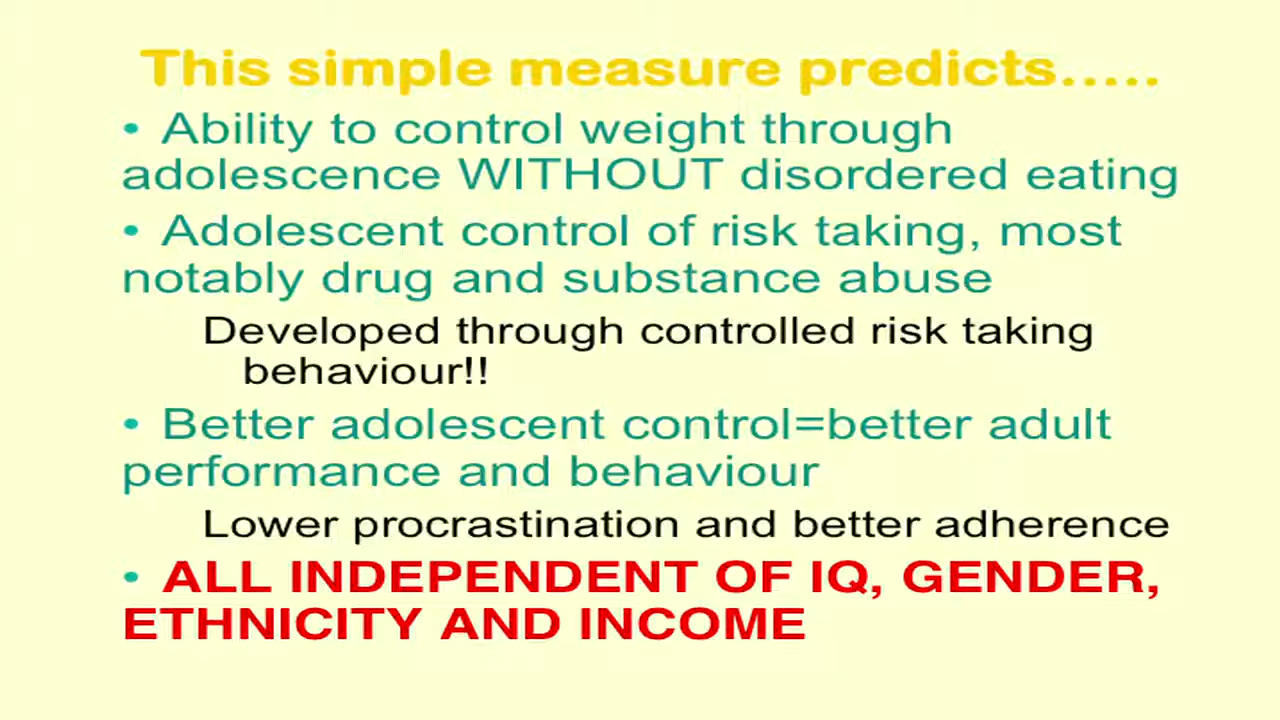 This simple measure predicts.....
• Ability to control weight through
adolescence WITHOUT disordered eating
• Adolescent control of risk taking, most
notably drug and substance abuse
Developed through controlled risk taking
behaviour!!
• Better adolescent control=better adult
performance and behaviour
Lower procrastination and better adherence
• ALL INDEPENDENT OF IQ, GENDER,
ETHNICITY AND INCOME